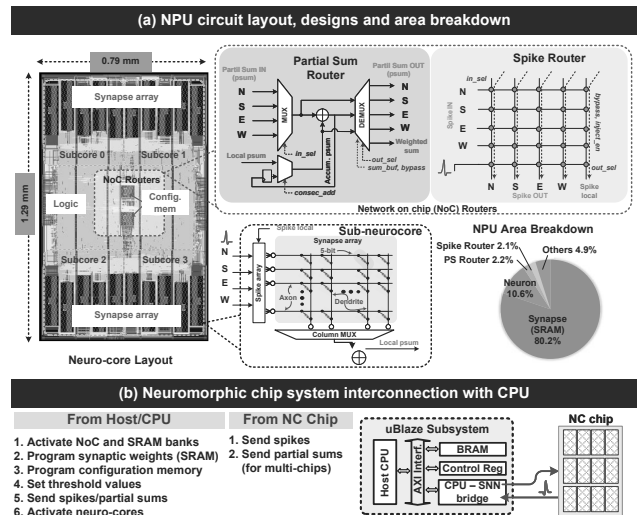 (a) NPU circuit layout, designs and area breakdown
0.79 mm
1.29 mm
Synapse array
Subcore 0
Subcore 1
NoC Routers
Logic
Config.
mem
Subcore 2
Subcore 3
Synapse array
Neuro-core Layout
Partial Sum
Router
Partil Sum IN
(psum)
N
S
E
W
MUX
in_sel
Local psum
consec_add
Accum. psum
DEMUX
Partil Sum OUT
(psum)
N
S
E
W
Weighted
sum
out_sel
sum_buf, bypass
Spike Router
in_sel
Spike IN
N
S
E
W
bypass, inject_en
N S E W Spike
local
Spike OUT
Network on chip (NoC) Routers
Sub-neurocore
Spike local
N
S
E
W
Spike array
Synapse array
5-bit
Axon
Dendrite
Column MUX
Local psum
NPU Area Breakdown
Spike Router 2.1%
PS Router 2.2%
Others 4.9%
Neuron
10.6%
Synapse
(SRAM)
80.2%
(b) Neuromorphic chip system interconnection with CPU
From Host/CPU
1. Activate NoC and SRAM banks
2. Program synaptic weights (SRAM)
3. Program configuration memory
4. Set threshold values
5. Send spikes/partial sums
6. Activate neuro-cores
From NC Chip
1. Send spikes
2. Send partial sums
(for multi-chips)
uBlaze Subsystem
Host CPU
AXI Interf.
BRAM
Control Reg
CPU – SNN
bridge
NC chip